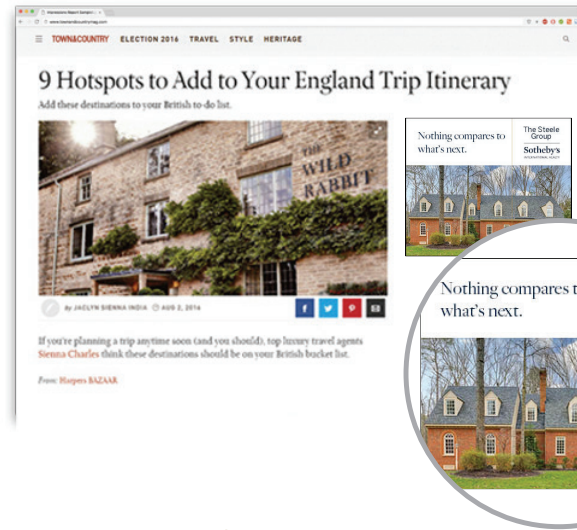 www.townandcountrymag.com
TOWN&COUNTRY ELECTION 2016 TRAVEL STYLE HERITAGE
9 Hotspots to Add to Your England Trip Itinerary
Add these destinations to your British to-do list.
THE
WILD
RABBIT
By JACLYN SIENNA INDIA AUG 2, 2016
If you're planning a trip anytime soon (and you should), top luxury travel agents
Sienna Charles think these destinations should be on your British bucket list.
From: Harpers BAZAAR
Nothing compares to
what's next.
The Steele
Group
Sotheby's
INTERNATIONAL REALTY
Nothing compares t
what's next.